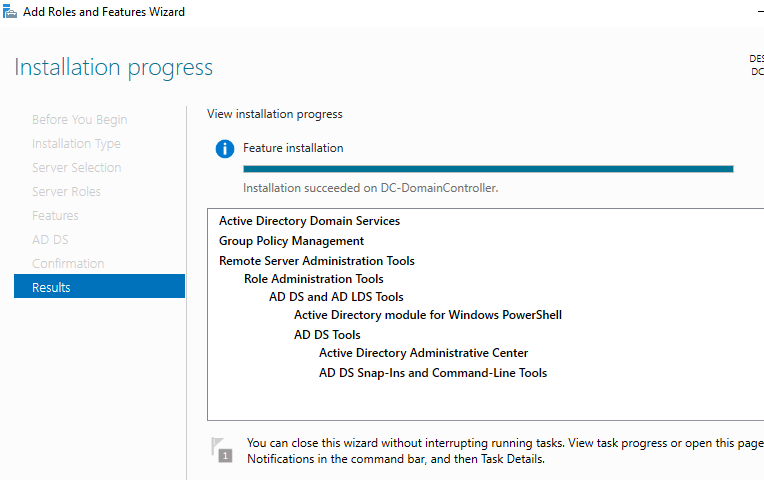 Add Roles and Features Wizard
Installation progress
DES
DC
Before You Begin
Installation Type
Server Selection
Server Roles
Features
AD DS
Confirmation
Results
View installation progress
Feature installation
Installation succeeded on DC-DomainController.
Active Directory Domain Services
Group Policy Management
Remote Server Administration Tools
Role Administration Tools
AD DS and AD LDS Tools
Active Directory module for Windows PowerShell
AD DS Tools
Active Directory Administrative Center
AD DS Snap-Ins and Command-Line Tools
1
You can close this wizard without interrupting running tasks. View task progress or open this page
Notifications in the command bar, and then Task Details.